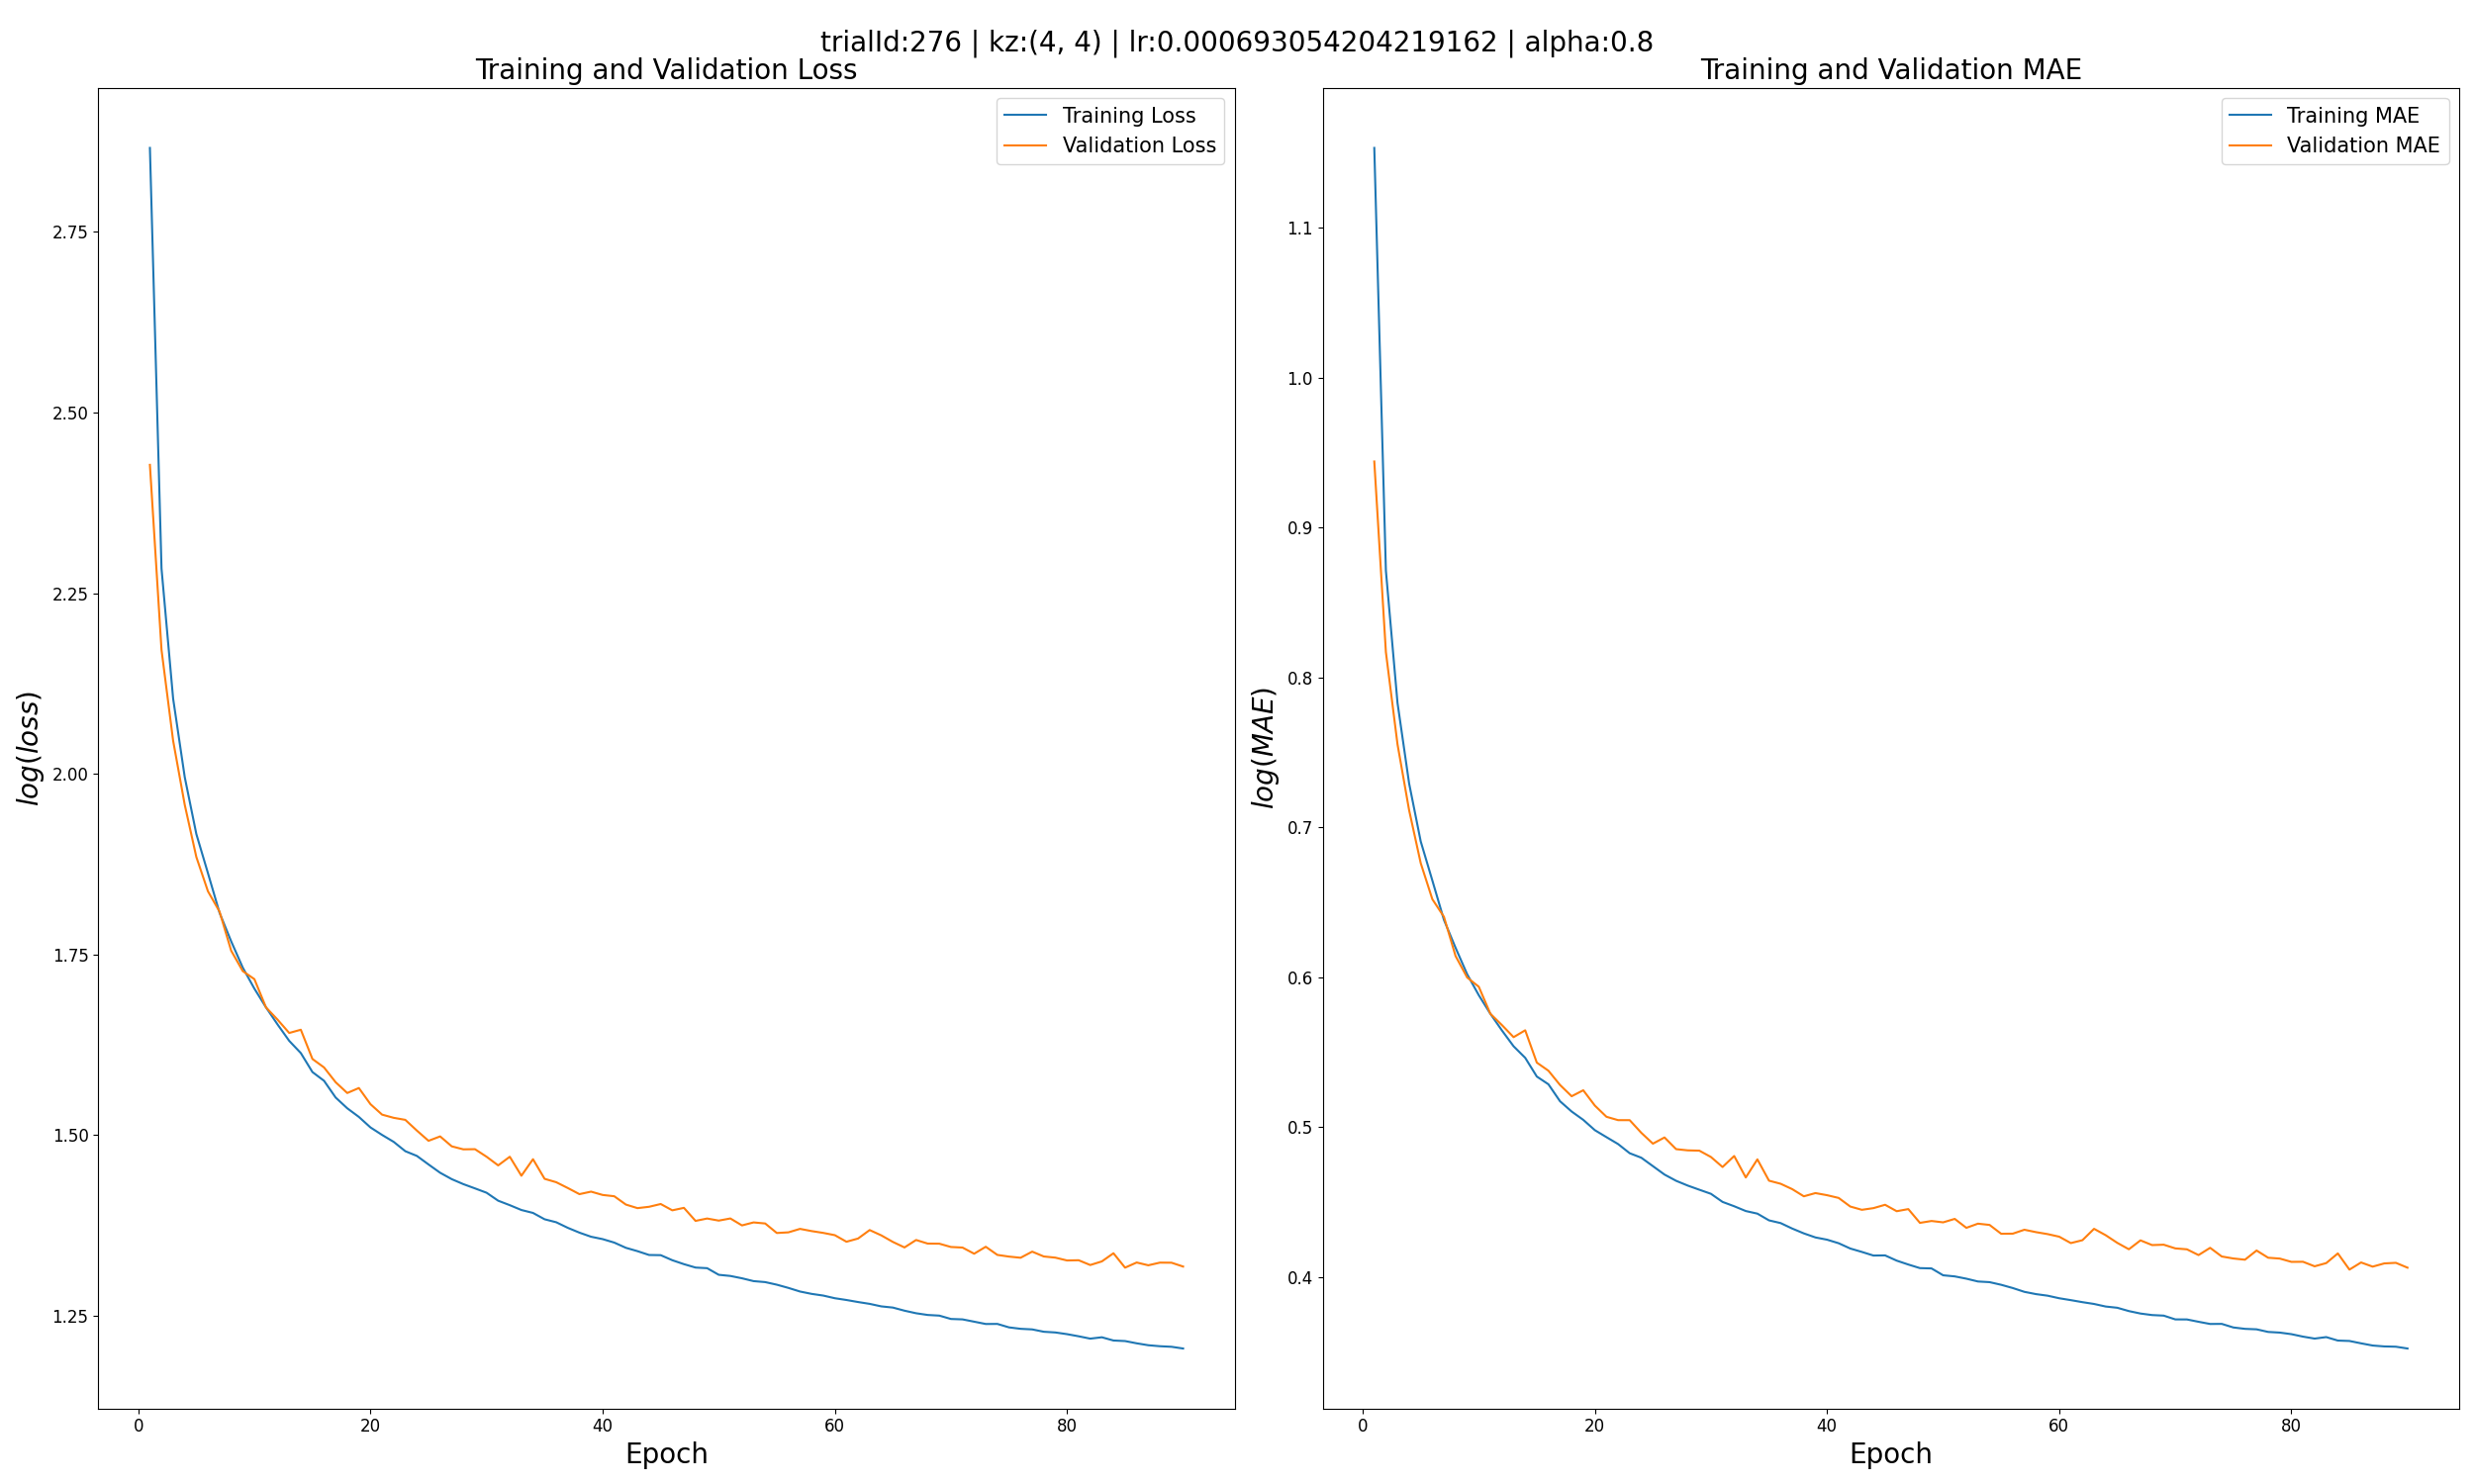 trialId:276 | kz:(4, 4) | lr:0.000693054204219162 | alpha:0.8
Training and Validation Loss
Training Loss
Validation Loss
2.75
2.50
2.25
2.00
1.75
1.50
1.25
log(loss)
0 20 40 60 80
Epoch
Training and Validation MAE
Training MAE
Validation MAE
1.1
1.0
0.9
0.8
0.7
0.6
0.5
0.4
log(MAE)
0 20 40 60 80
Epoch